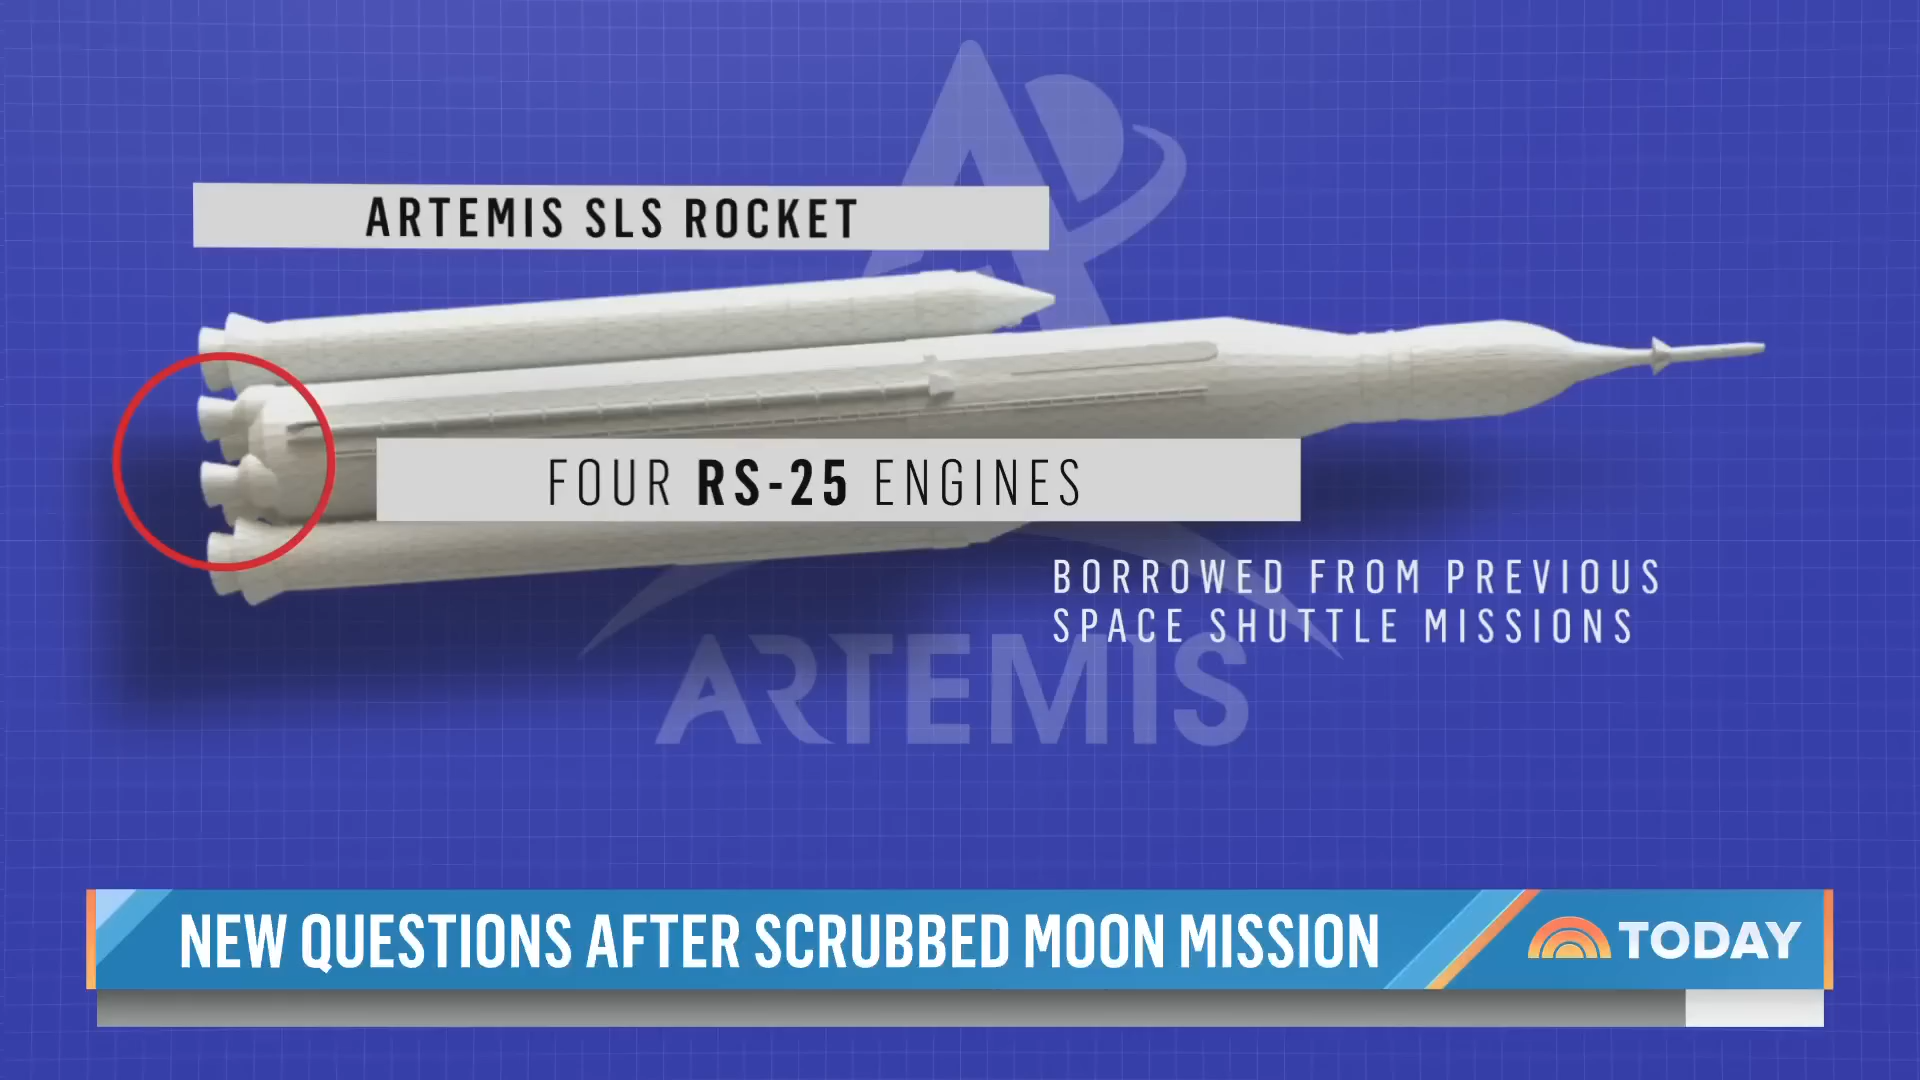 ARTEMIS SLS ROCKET
FOUR RS-25 ENGINES
BORROWED FROM PREVIOUS
SPACE SHUTTLE MISSIONS
ARTEMIS
NEW QUESTIONS AFTER SCRUBBED MOON MISSION
TODAY